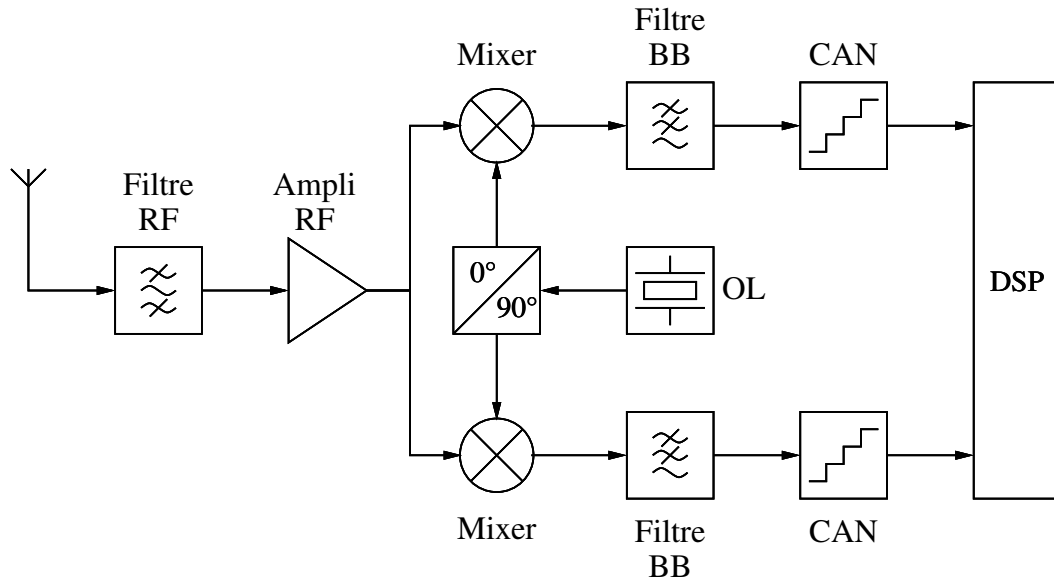 Filtre
BB
Mixer
CAN
Filtre
RF
Ampli
RF
0°
90°
OL
DSP
Mixer
Filtre
BB
CAN